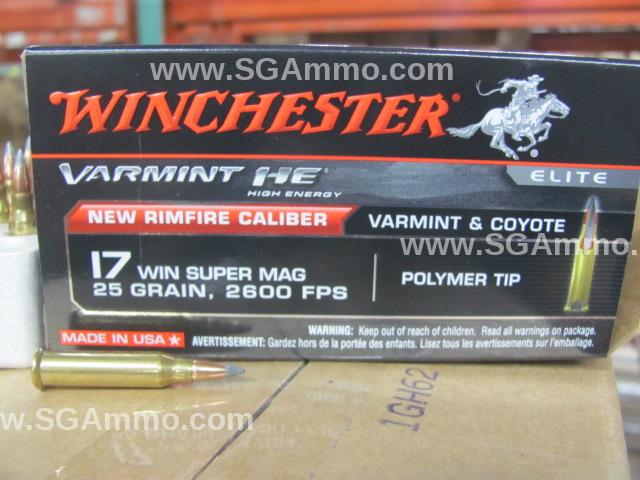 www.SGAmmo.com
WINCHESTER®
VARMINT HE
HIGH ENERGY
ELITE
NEW RIMFIRE CALIBER
VARMINT & COYOTE
www.SGAmmo.com
17 WIN SUPER MAG
25 GRAIN, 2600 FPS
POLYMER TIP
MADE IN USA ★
WARNING: Keep out of reach of children. Read all warnings on package.
AVERTISSEMENT: Gardez hors de la portée des enfants. Lisez tous les avertissements sur l'emballage.
www.SGAmmo.com
1GH62